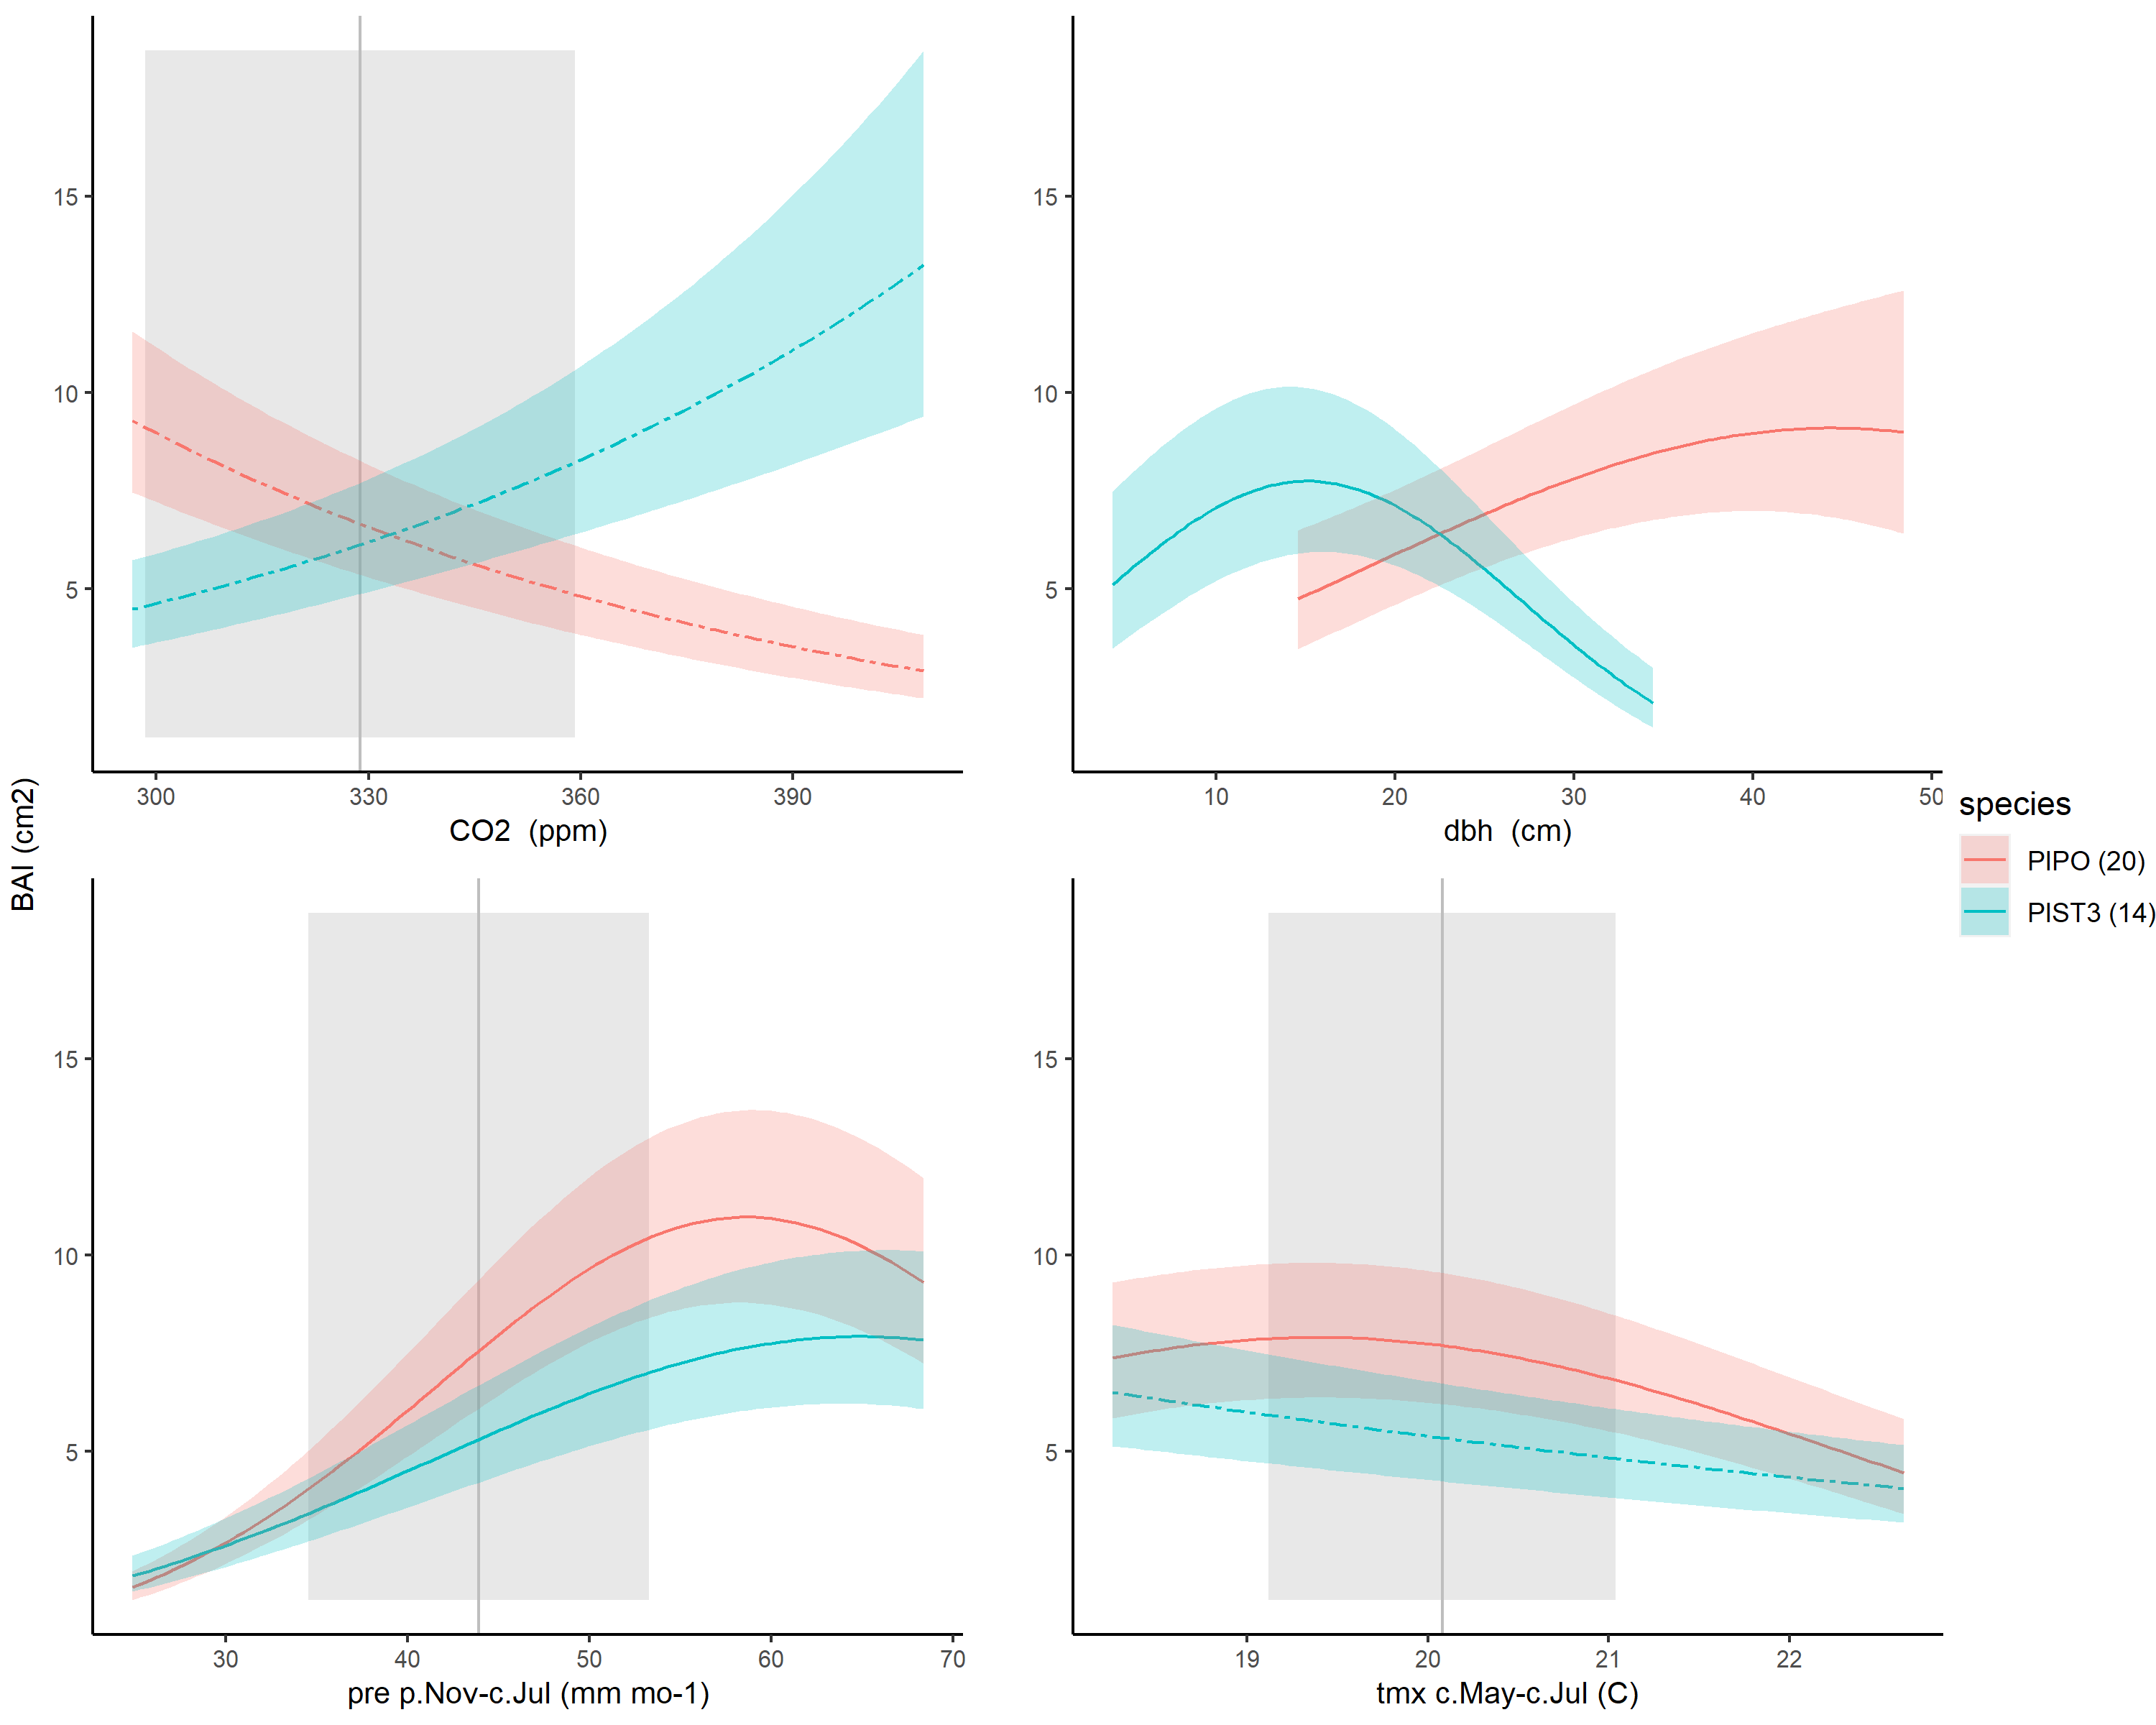 BAI (cm2)
15
10
5
300 330 360 390
CO2 (ppm)
15
10
5
10 20 30 40 50
dbh (cm)
species
PIPO (20)
PIST3 (14)
15
10
5
30 40 50 60 70
pre p.Nov-c.Jul (mm mo-1)
15
10
5
19 20 21 22
tmx c.May-c.Jul (C)